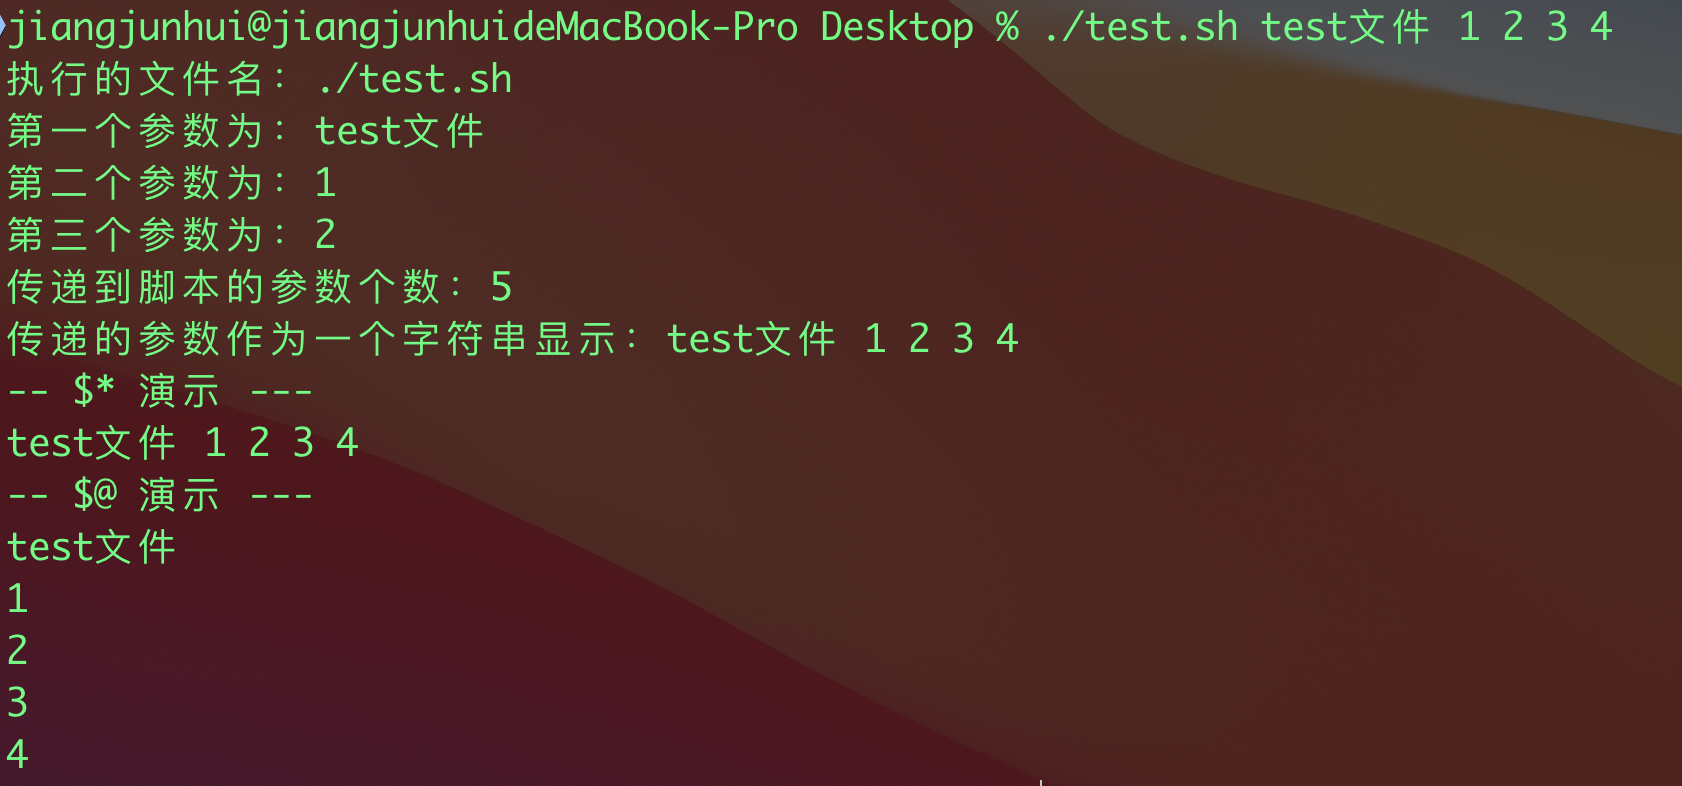 jiangjunhui@jiangjunhuideMacBook-Pro Desktop % ./test.sh test文件 1 2 3 4
执行的文件名：./test.sh
第一个参数为：test文件
第二个参数为：1
第三个参数为：2
传递到脚本的参数个数：5
传递的参数作为一个字符串显示：test文件 1 2 3 4
-- $* 演示 ---
test文件 1 2 3 4
-- $@ 演示 ---
test文件
1
2
3
4